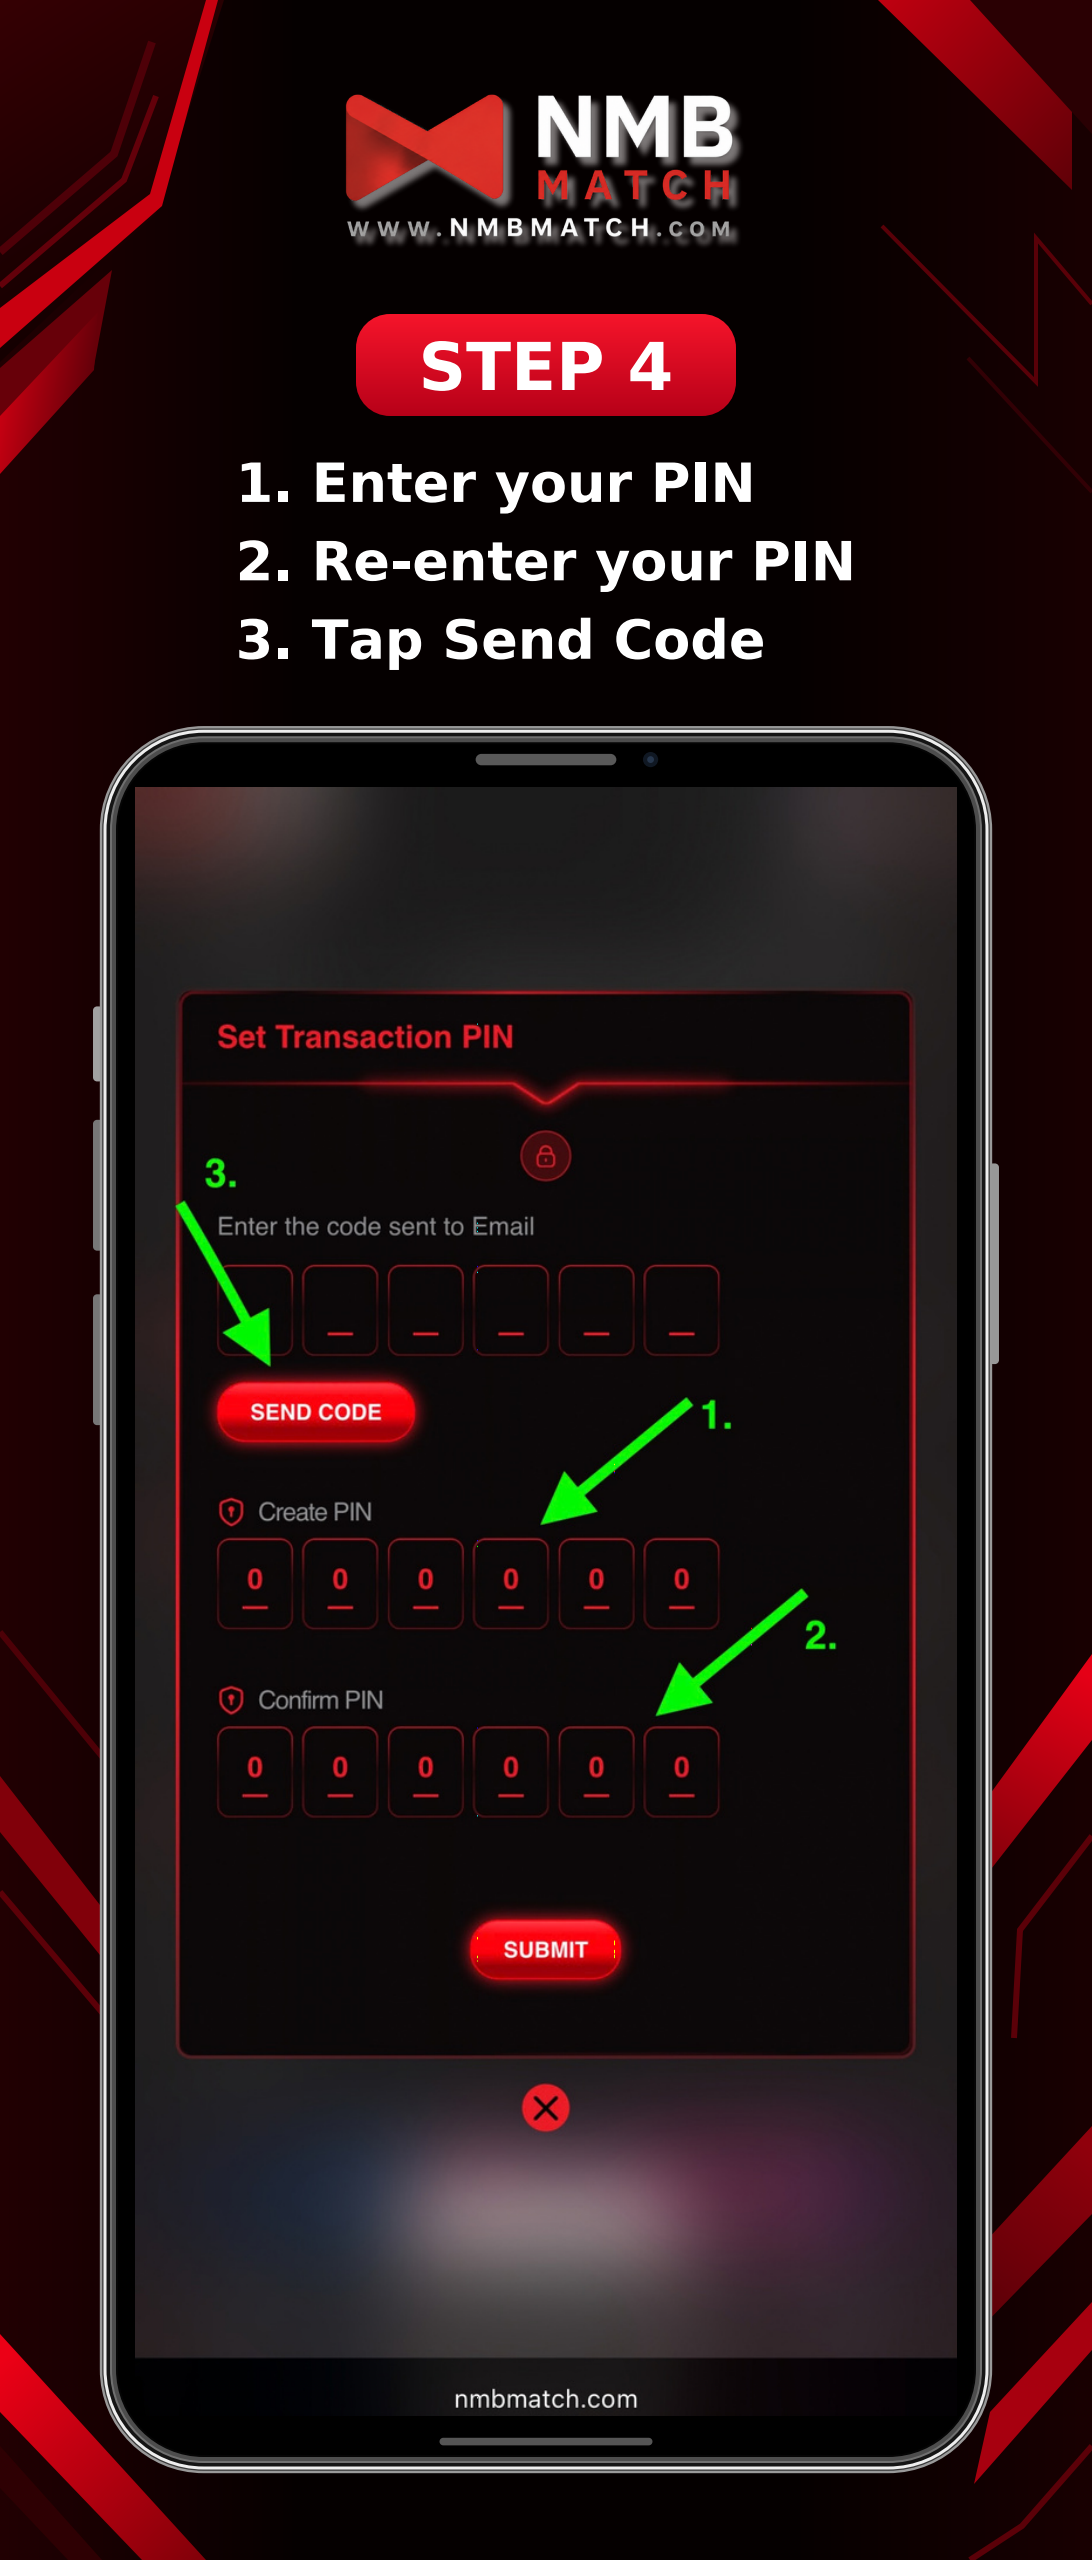 NMB
MATCH
www.NMBMATCH.COM
STEP 4
1. Enter your PIN
2. Re-enter your PIN
3. Tap Send Code
Set Transaction PIN
3.
Enter the code sent to Email
SEND CODE
1.
Create PIN
0 0 0 0 0 0
2.
Confirm PIN
0 0 0 0 0 0
SUBMIT
nmbmatch.com